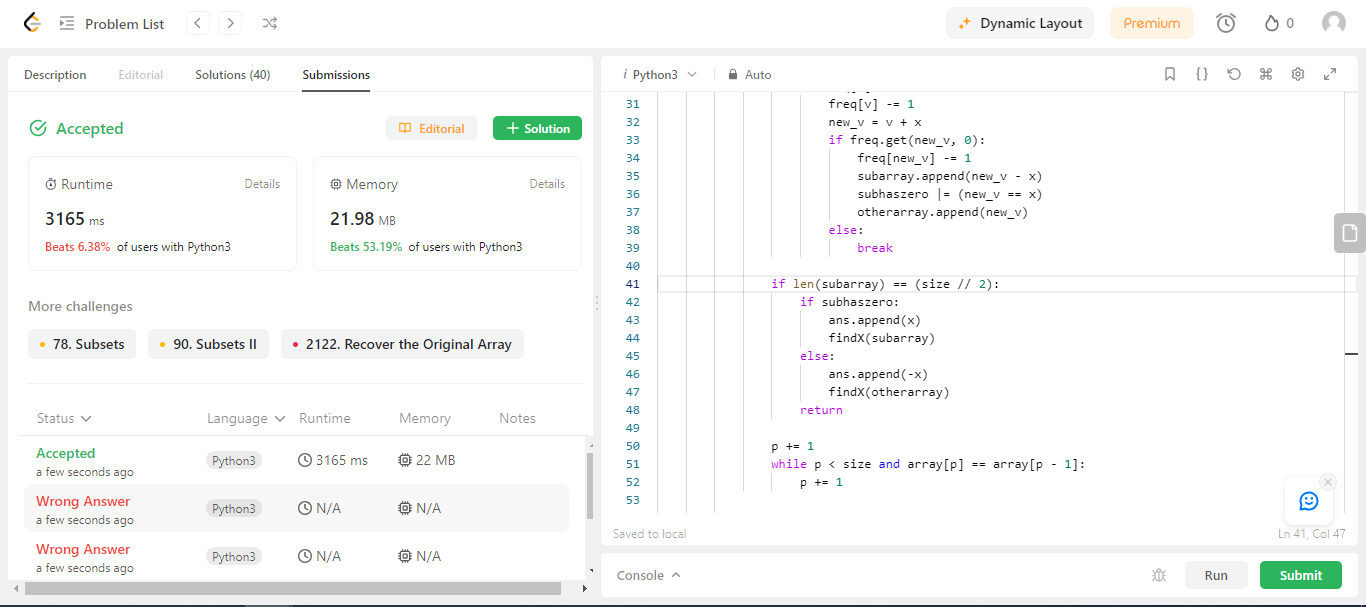 Problem List
Dynamic Layout
Premium
0
Description Editorial Solutions (40) Submissions
Accepted
Editorial
Solution
Runtime Details
3165 ms
Beats 6.38% of users with Python3
Memory Details
21.98 MB
Beats 53.19% of users with Python3
More challenges
78. Subsets
90. Subsets II
2122. Recover the Original Array
Status Language Runtime Memory Notes
Accepted
a few seconds ago
Python3
3165 ms
22 MB
Wrong Answer
a few seconds ago
Python3
N/A
N/A
Wrong Answer
a few seconds ago
Python3
N/A
N/A
i Python3
Auto
31 freq[v] -= 1
32 new_v = v + x
33 if freq.get(new_v, 0):
34 freq[new_v] -= 1
35 subarray.append(new_v - x)
36 subhaszero |= (new_v == x)
37 otherarray.append(new_v)
38 else:
39 break
40
41 if len(subarray) == (size // 2):
42 if subhaszero:
43 ans.append(x)
44 findX(subarray)
45 else:
46 ans.append(-x)
47 findX(otherarray)
48 return
49
50 p += 1
51 while p < size and array[p] == array[p - 1]:
52 p += 1
53
Saved to local
Ln 41, Col 47
Console
Run
Submit